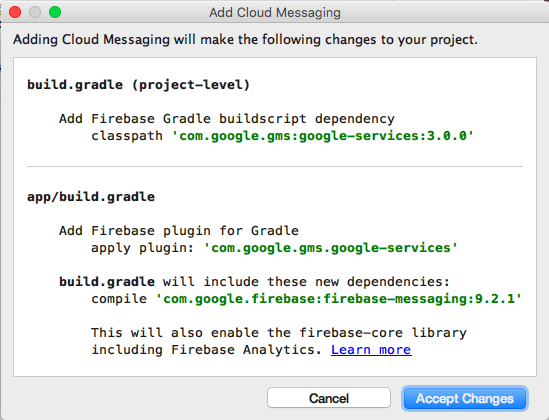 Add Cloud Messaging
Adding Cloud Messaging will make the following changes to your project.
build.gradle (project-level)
Add Firebase Gradle buildscript dependency
classpath 'com.google.gms:google-services:3.0.0'
app/build.gradle
Add Firebase plugin for Gradle
apply plugin: 'com.google.gms.google-services'
build.gradle will include these new dependencies:
compile 'com.google.firebase:firebase-messaging:9.2.1'
This will also enable the firebase-core library
including Firebase Analytics. Learn more
Cancel
Accept Changes